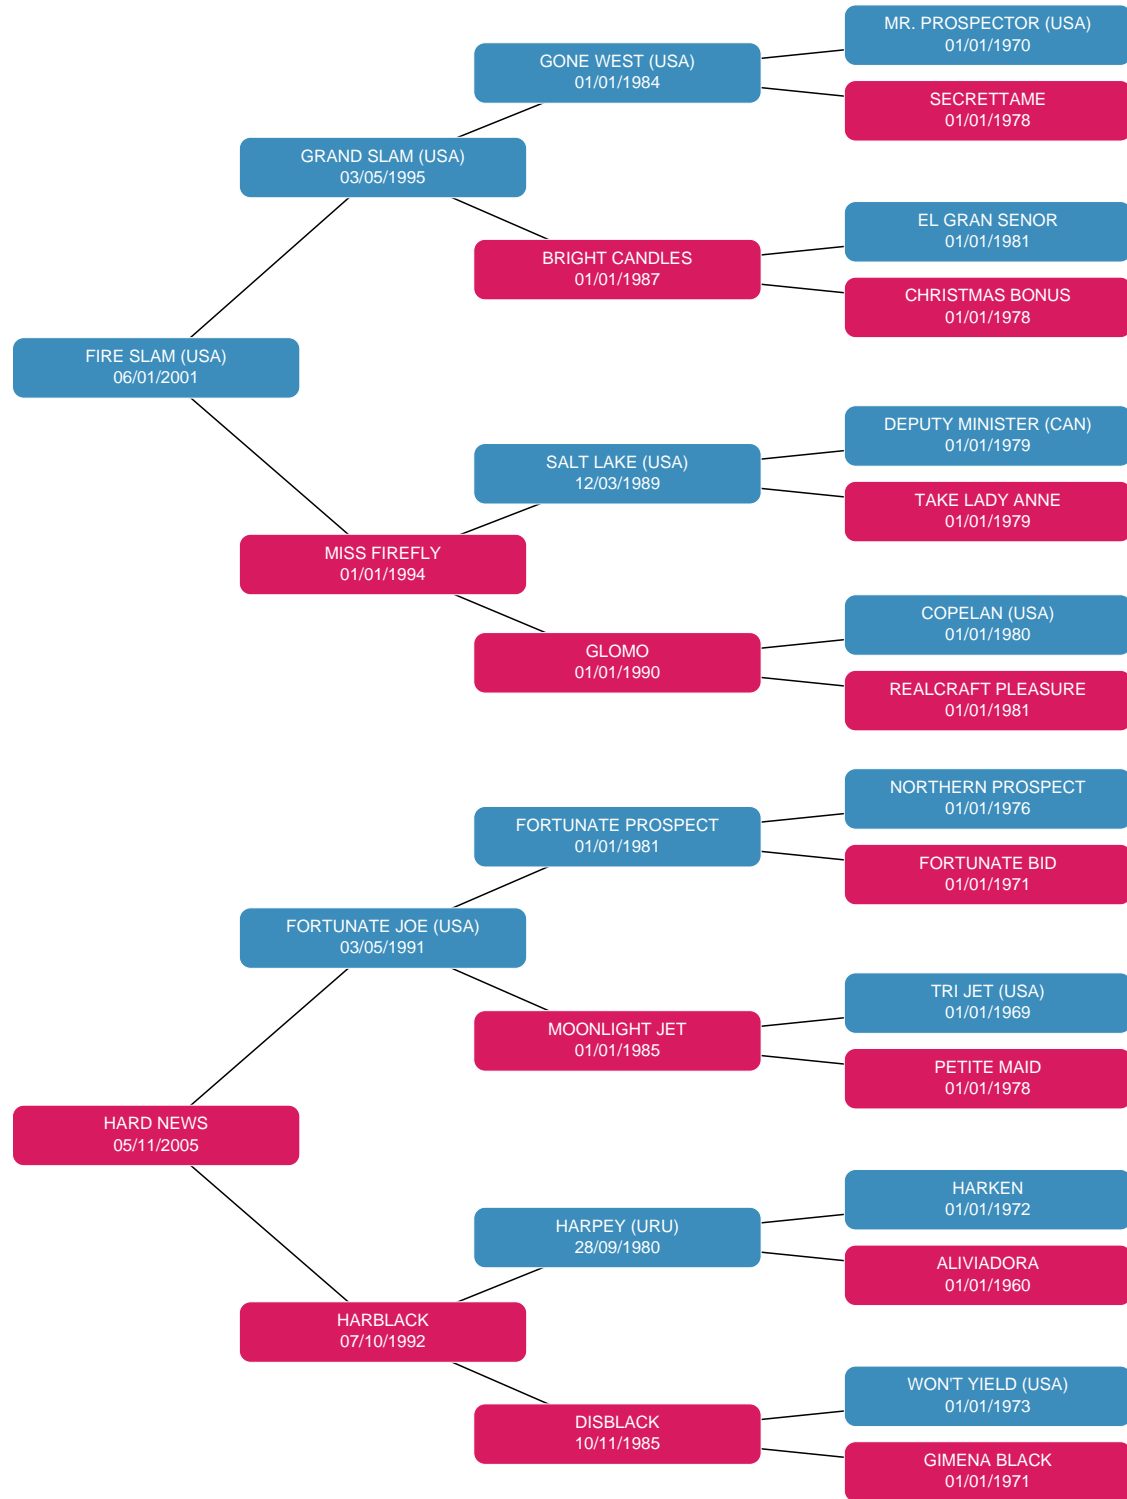 MR. PROSPECTOR (USA)
01/01/1970
GONE WEST (USA)
01/01/1984
SECRETTAME
01/01/1978
GRAND SLAM (USA)
03/05/1995
EL GRAN SENOR
01/01/1981
BRIGHT CANDLES
01/01/1987
CHRISTMAS BONUS
01/01/1978
FIRE SLAM (USA)
06/01/2001
DEPUTY MINISTER (CAN)
01/01/1979
SALT LAKE (USA)
12/03/1989
TAKE LADY ANNE
01/01/1979
MISS FIREFLY
01/01/1994
COPELAN (USA)
01/01/1980
GLOMO
01/01/1990
REALCRAFT PLEASURE
01/01/1981
NORTHERN PROSPECT
01/01/1976
FORTUNATE PROSPECT
01/01/1981
FORTUNATE BID
01/01/1971
FORTUNATE JOE (USA)
03/05/1991
TRI JET (USA)
01/01/1969
MOONLIGHT JET
01/01/1985
PETITE MAID
01/01/1978
HARD NEWS
05/11/2005
HARKEN
01/01/1972
HARPEY (URU)
28/09/1980
ALIVIADORA
01/01/1960
HARBLACK
07/10/1992
WON'T YIELD (USA)
01/01/1973
DISBLACK
10/11/1985
GIMENA BLACK
01/01/1971